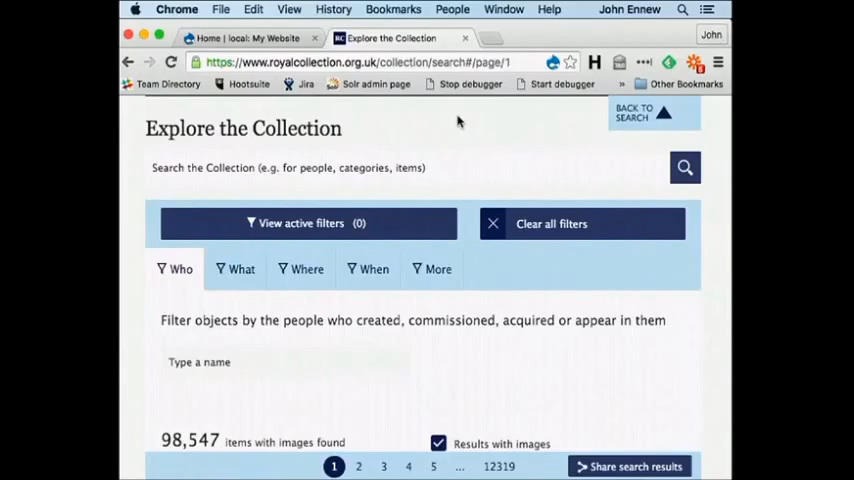 Chrome File Edit View History Bookmarks People Window Help John Ennew
Home | local: My Website Explore the Collection John
https://www.royalcollection.org.uk/collection/search#/page/1
Team Directory Hootsuite Jira Solr admin page Stop debugger Start debugger » Other Bookmarks
BACK TO
SEARCH
Explore the Collection
Search the Collection (e.g. for people, categories, items)
View active filters (0) Clear all filters
Who What Where When More
Filter objects by the people who created, commissioned, acquired or appear in them
Type a name
98,547 items with images found Results with images
1 2 3 4 5 ... 12319 Share search results